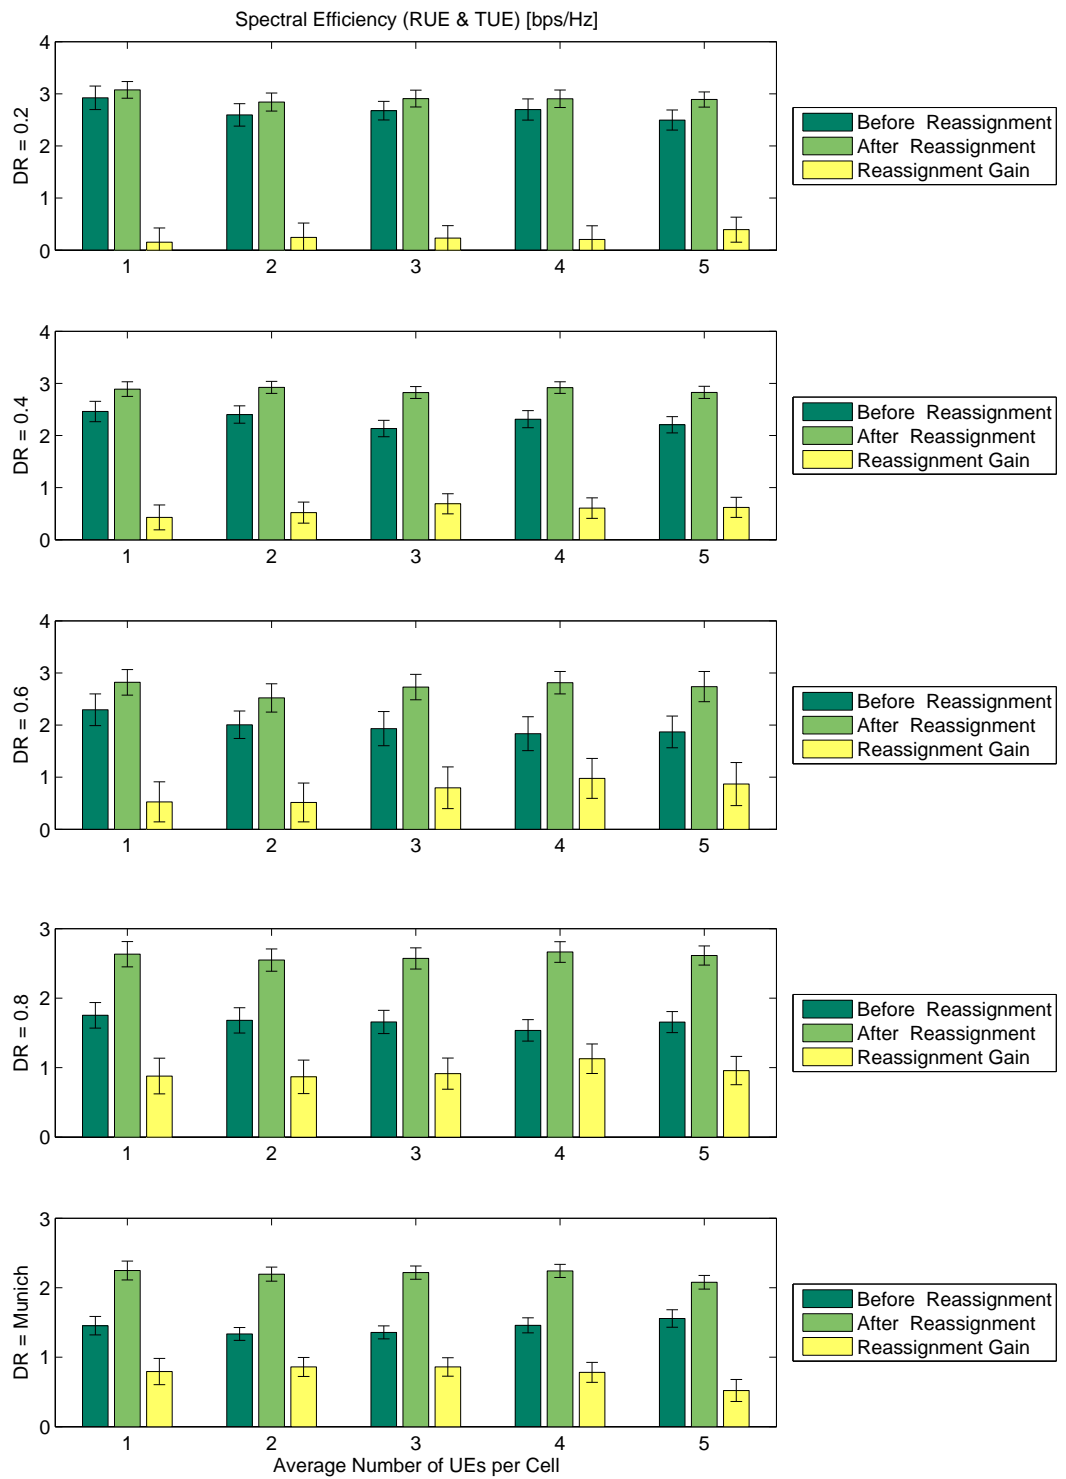 Spectral Efficiency (RUE & TUE) [bps/Hz]
4
3
2
1
0
DR = 0.2
1 2 3 4 5
Before Reassignment
After Reassignment
Reassignment Gain
4
3
2
1
0
DR = 0.4
1 2 3 4 5
Before Reassignment
After Reassignment
Reassignment Gain
4
3
2
1
0
DR = 0.6
1 2 3 4 5
Before Reassignment
After Reassignment
Reassignment Gain
3
2
1
0
DR = 0.8
1 2 3 4 5
Before Reassignment
After Reassignment
Reassignment Gain
3
2
1
0
DR = Munich
1 2 3 4 5
Before Reassignment
After Reassignment
Reassignment Gain
Average Number of UEs per Cell